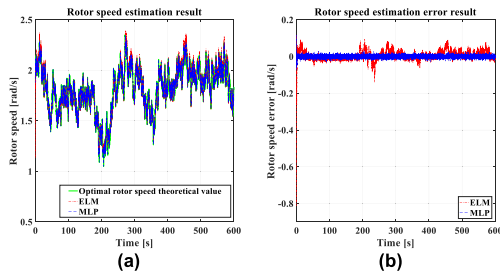 Rotor speed estimation result
Rotor speed [rad/s]
2.5
2
1.5
1
0.5
Optimal rotor speed theoretical value
ELM
MLP
0 100 200 300 400 500 600
Time [s]
(a)
Rotor speed estimation error result
Rotor speed error [rad/s]
0.2
0
-0.2
-0.4
-0.6
-0.8
ELM
MLP
0 100 200 300 400 500 600
Time [s]
(b)